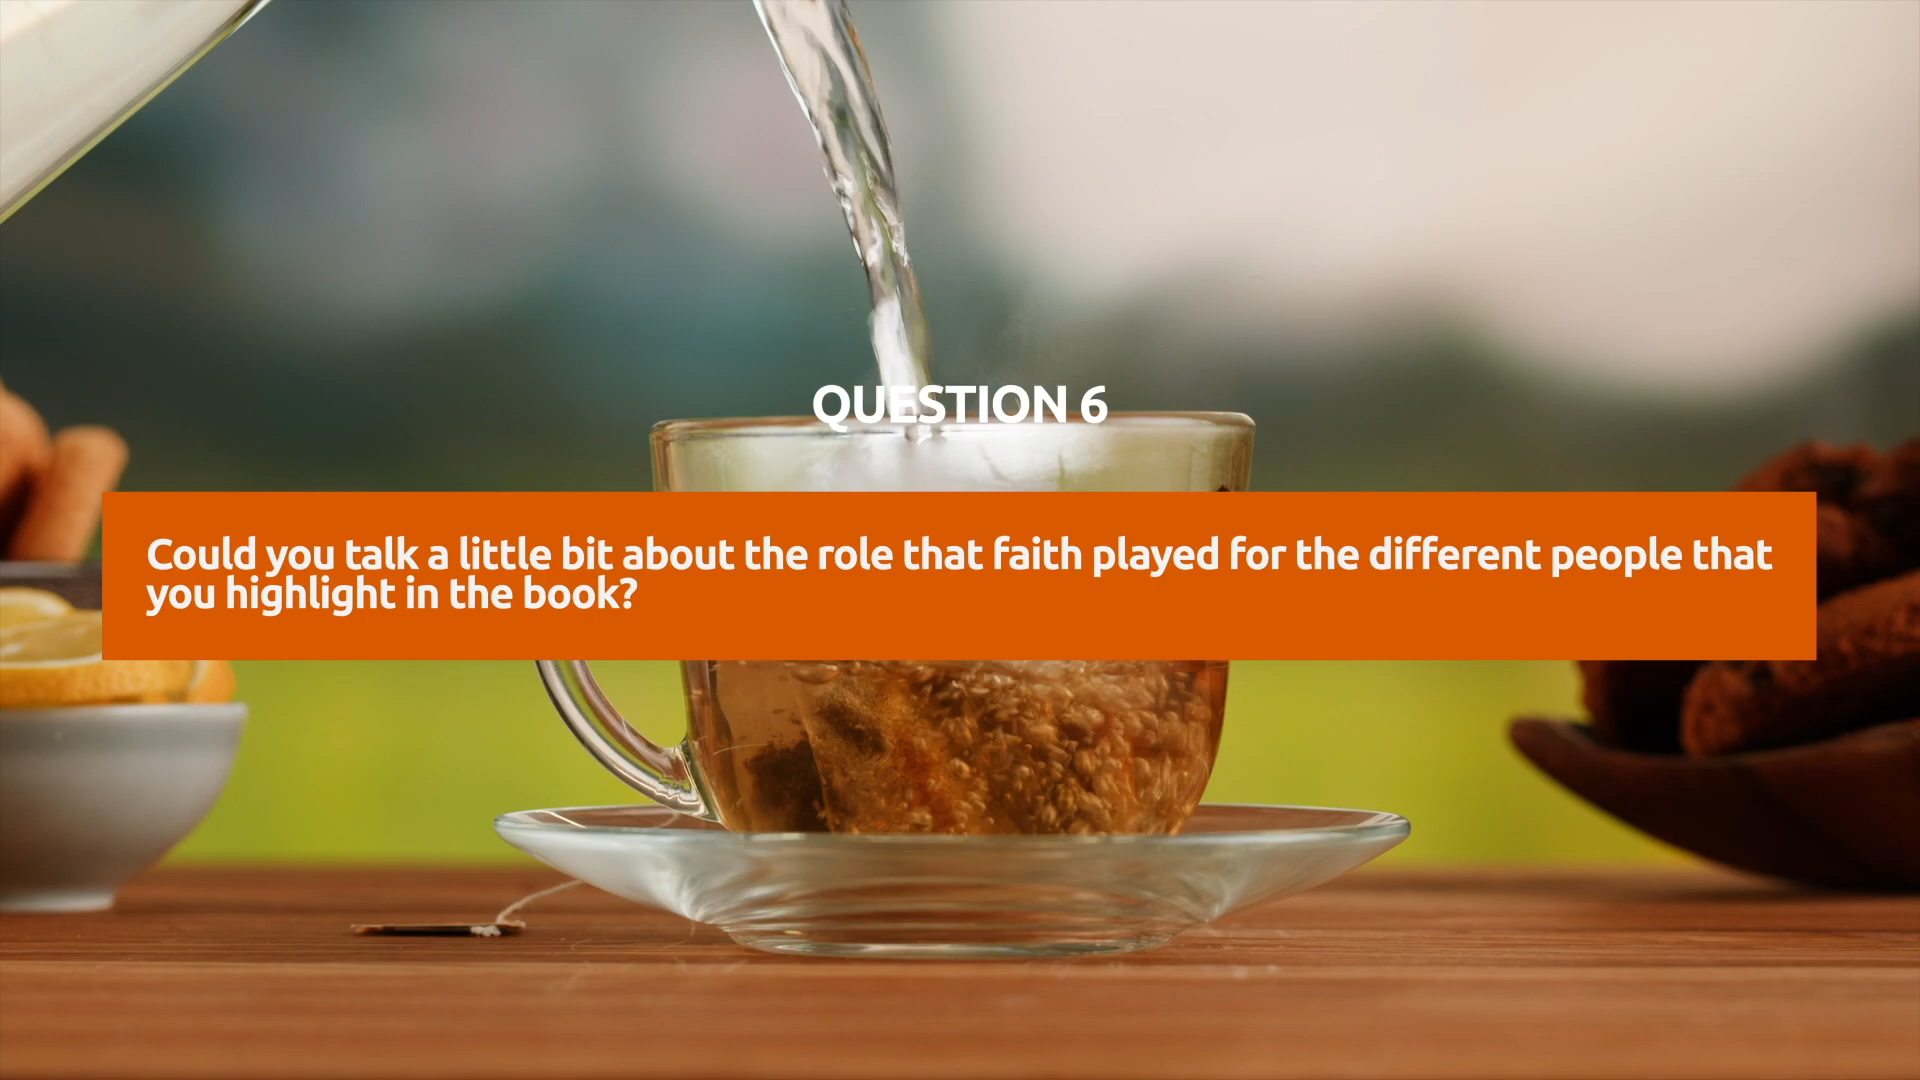 QUESTION 6
Could you talk a little bit about the role that faith played for the different people that
you highlight in the book?